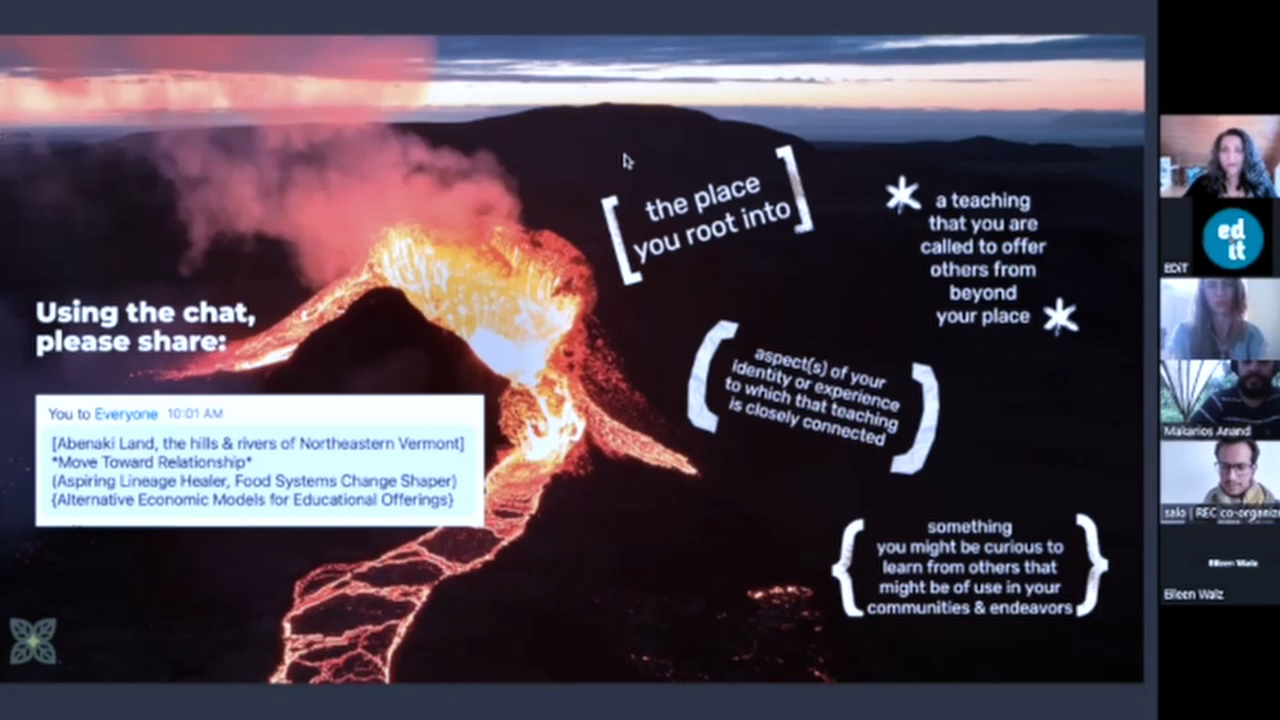 Using the chat,
please share:
You to Everyone 10:01 AM
[Abenaki Land, the hills & rivers of Northeastern Vermont]
*Move Toward Relationship*
(Aspiring Lineage Healer, Food Systems Change Shaper)
{Alternative Economic Models for Educational Offerings}
[the place
you root into]
* a teaching
that you are
called to offer
others from
beyond
your place *
(aspect(s) of your
identity or experience
to which that teaching
is closely connected)
{something
you might be curious to
learn from others that
might be of use in your
communities & endeavors}
ed
it
EDiT
Makarios Anand
salo | REC co-organiz
Eileen Walz
Eileen Walz